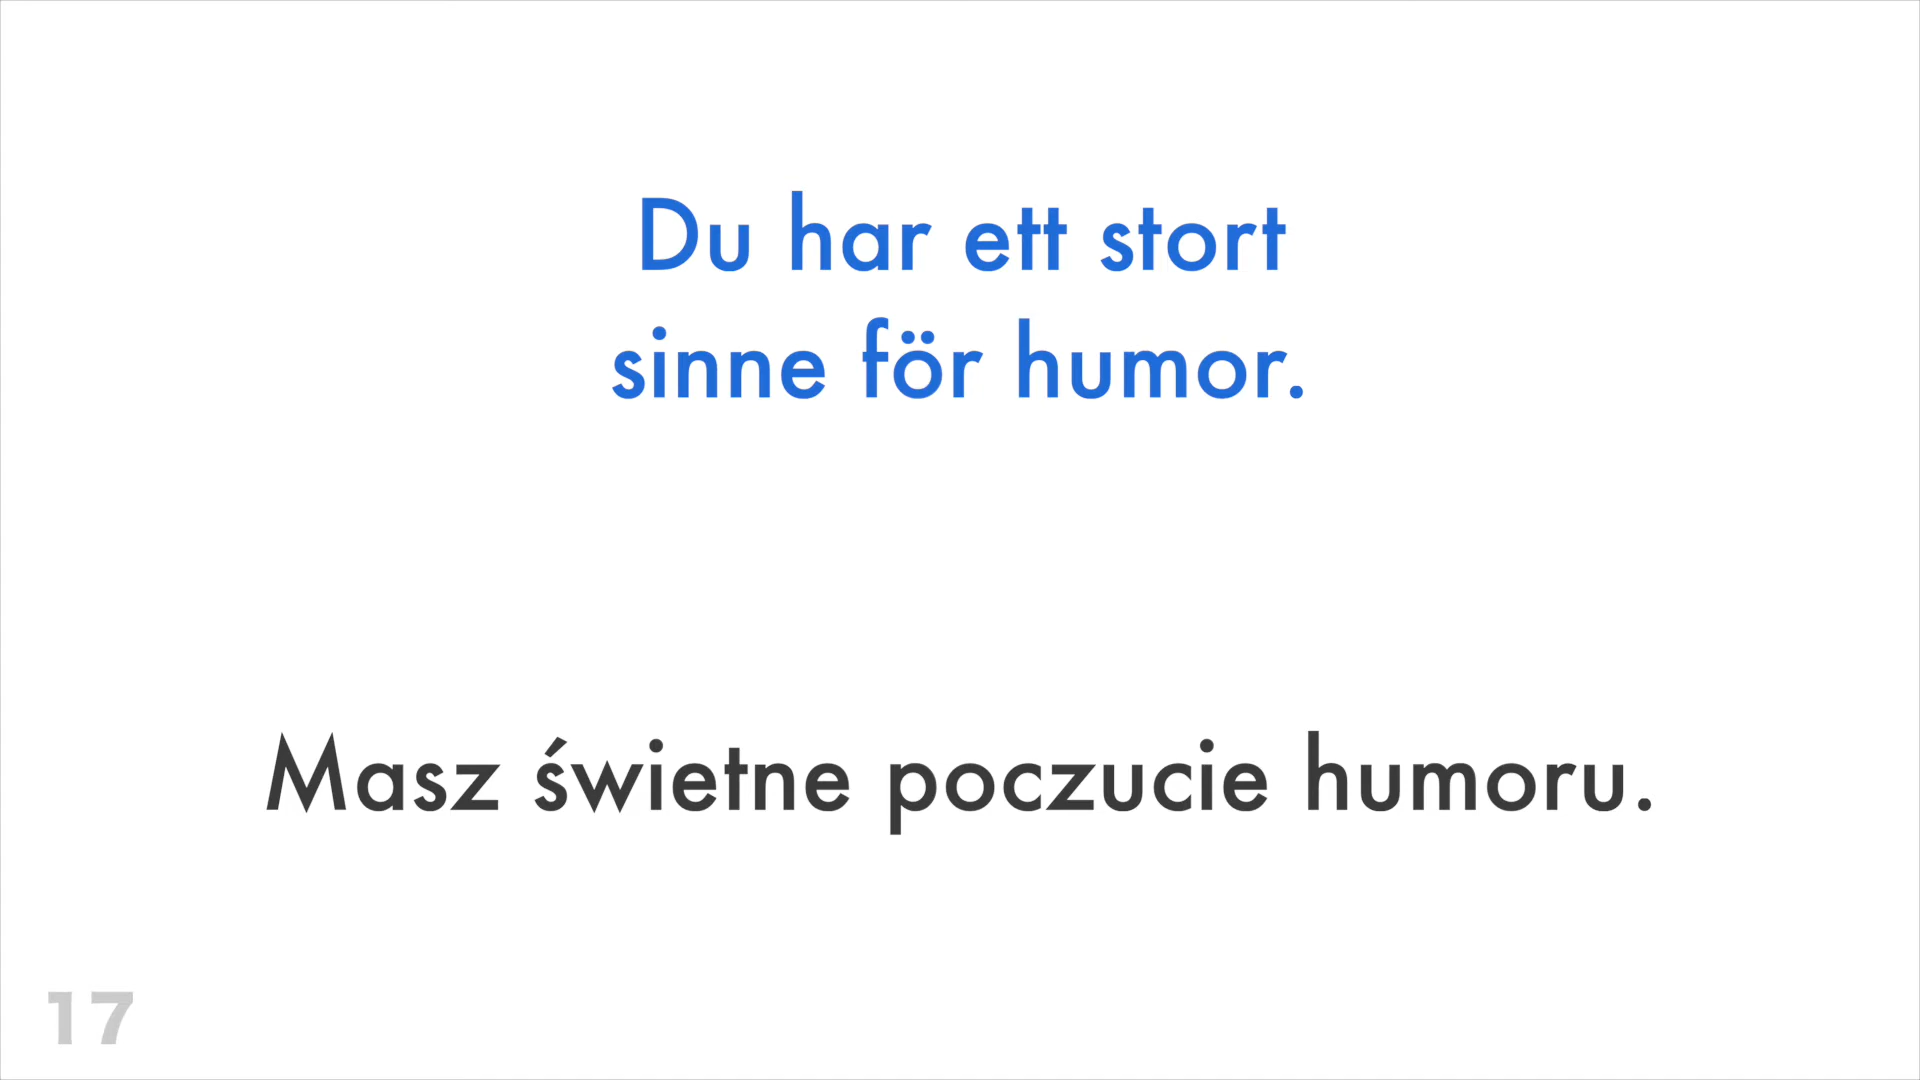 Du har ett stort
sinne för humor.
Masz świetne poczucie humoru.
17